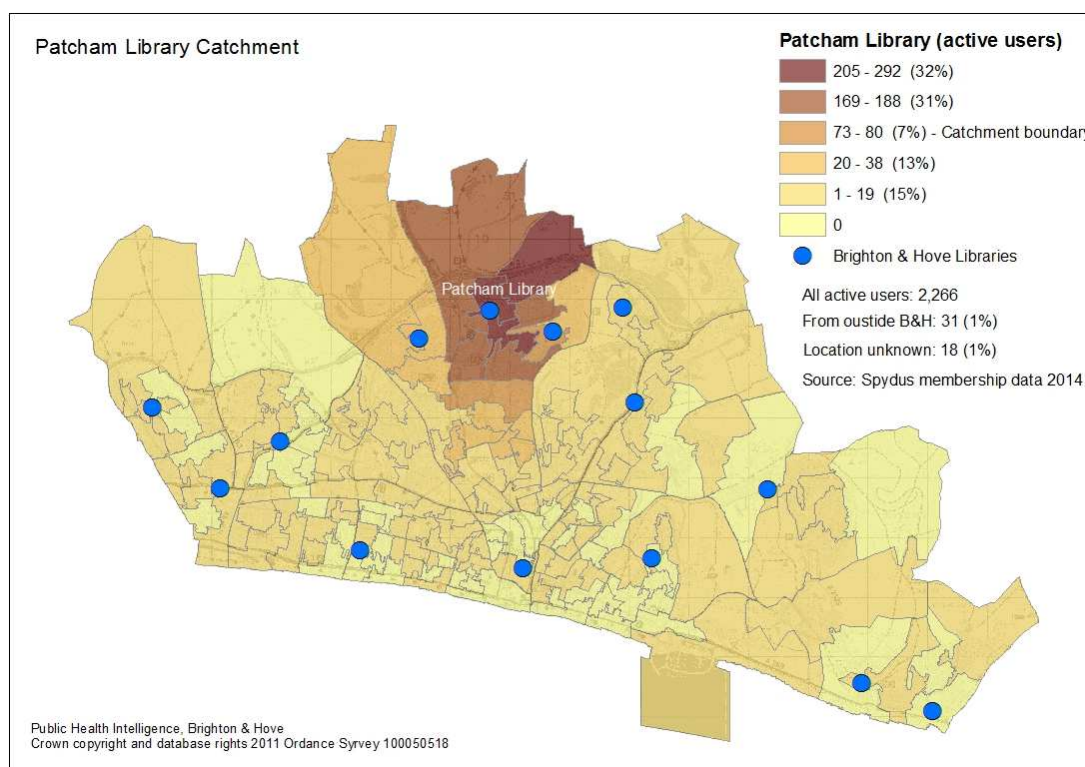 Patcham Library Catchment
Patcham Library (active users)
205 - 292 (32%)
169 - 188 (31%)
73 - 80 (7%) - Catchment boundary
20 - 38 (13%)
1 - 19 (15%)
0
Brighton & Hove Libraries
All active users: 2,266
From oustide B&H: 31 (1%)
Location unknown: 18 (1%)
Source: Spydus membership data 2014
Patcham Library
Public Health Intelligence, Brighton & Hove
Crown copyright and database rights 2011 Ordance Syrvey 100050518